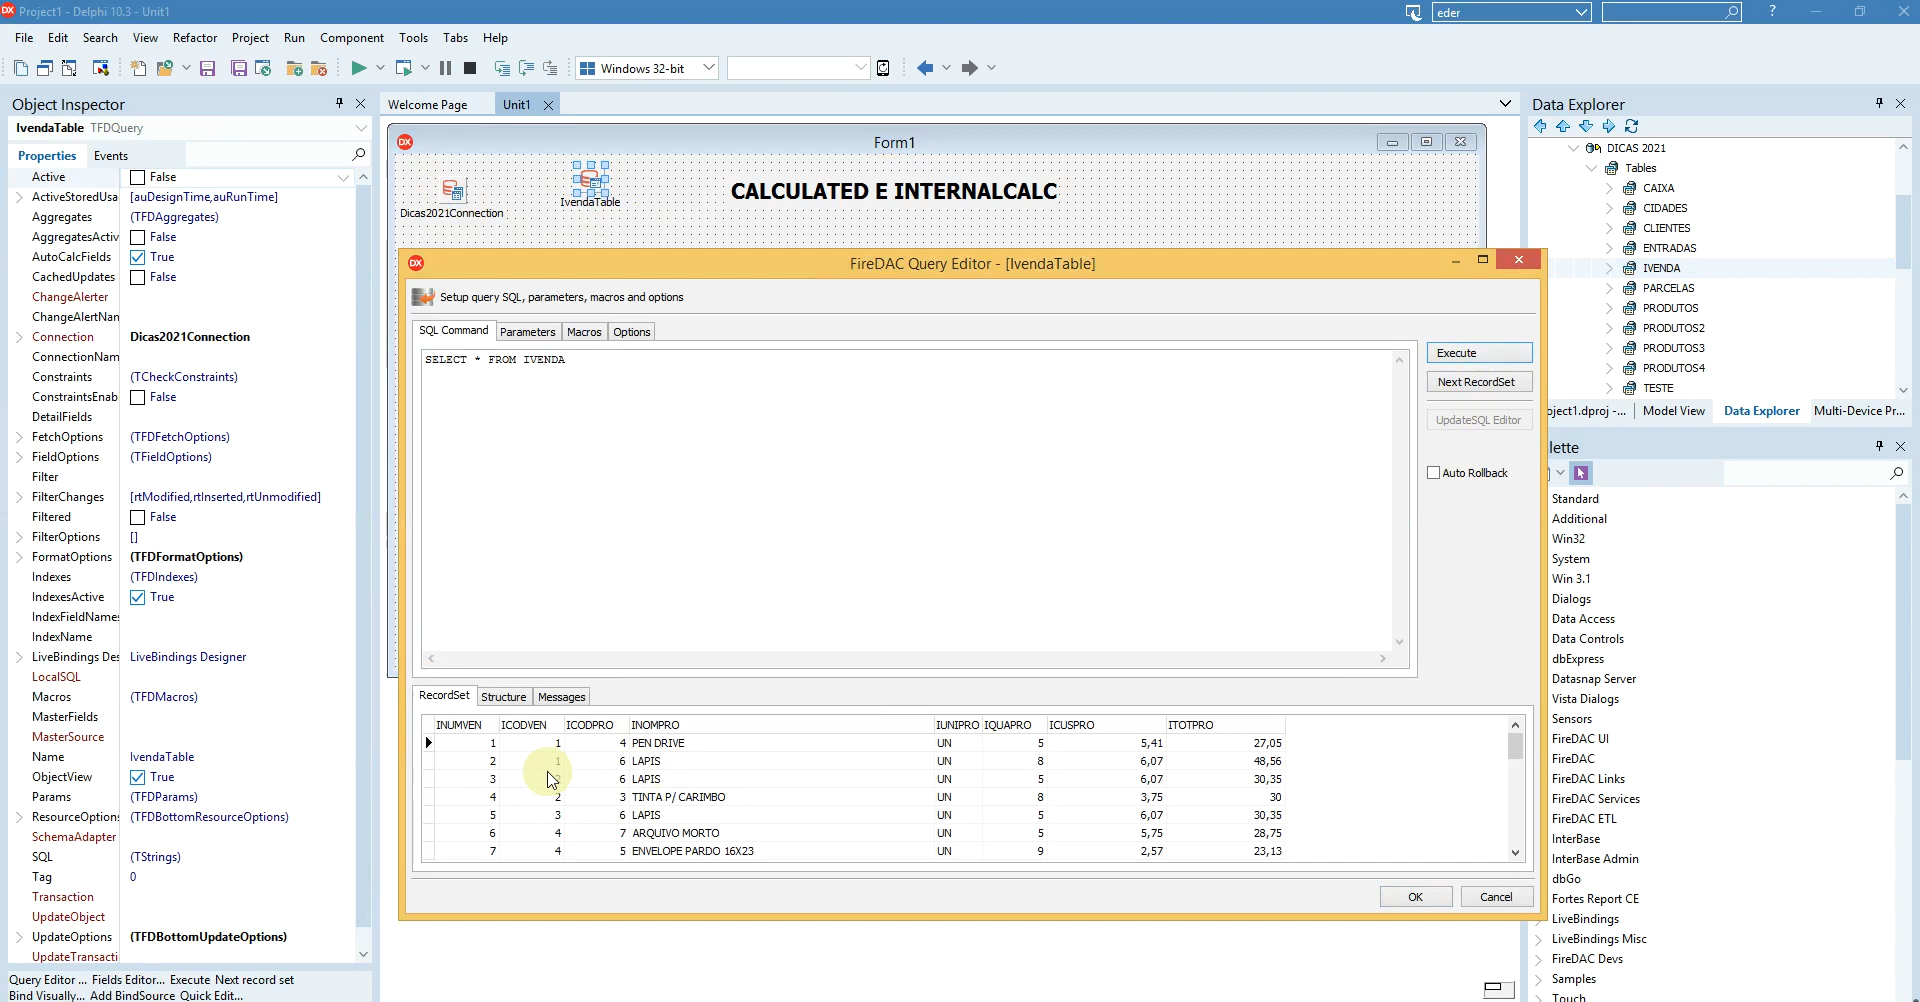 Project1 - Delphi 10.3 - Unit1
eder
?
File Edit Search View Refactor Project Run Component Tools Tabs Help
Windows 32-bit
Object Inspector
IvendaTable TFDQuery
Properties Events
Active False
ActiveStoredUsa [auDesignTime,auRunTime]
Aggregates (TFDAggregates)
AggregatesActiv False
AutoCalcFields True
CachedUpdates False
ChangeAlerter
ChangeAlertNam
Connection Dicas2021Connection
ConnectionNam
Constraints (TCheckConstraints)
ConstraintsEnab False
DetailFields
FetchOptions (TFDFetchOptions)
FieldOptions (TFieldOptions)
Filter
FilterChanges [rtModified,rtInserted,rtUnmodified]
Filtered False
FilterOptions []
FormatOptions (TFDFormatOptions)
Indexes (TFDIndexes)
IndexesActive True
IndexFieldNames
IndexName
LiveBindings Des LiveBindings Designer
LocalSQL
Macros (TFDMacros)
MasterFields
MasterSource
Name IvendaTable
ObjectView True
Params (TFDParams)
ResourceOptions (TFDBottomResourceOptions)
SchemaAdapter
SQL (TStrings)
Tag 0
Transaction
UpdateObject
UpdateOptions (TFDBottomUpdateOptions)
UpdateTransacti
Query Editor ... Fields Editor... Execute Next record set
Bind Visually... Add BindSource Quick Edit...
Welcome Page Unit1
Form1
Dicas2021Connection
IvendaTable
CALCULATED E INTERNALCALC
FireDAC Query Editor - [IvendaTable]
Setup query SQL, parameters, macros and options
SQL Command Parameters Macros Options
SELECT * FROM IVENDA
Execute
Next RecordSet
UpdateSQL Editor
Auto Rollback
RecordSet Structure Messages
INUMVEN ICODVEN ICODPRO INOMPRO IUNIPRO IQUAPRO ICUSPRO ITOTPRO
1 1 4 PEN DRIVE UN 5 5,41 27,05
2 1 6 LAPIS UN 8 6,07 48,56
3 2 6 LAPIS UN 5 6,07 30,35
4 2 3 TINTA P/ CARIMBO UN 8 3,75 30
5 3 6 LAPIS UN 5 6,07 30,35
6 4 7 ARQUIVO MORTO UN 5 5,75 28,75
7 4 5 ENVELOPE PARDO 16X23 UN 9 2,57 23,13
OK Cancel
Data Explorer
DICAS 2021
Tables
CAIXA
CIDADES
CLIENTES
ENTRADAS
IVENDA
PARCELAS
PRODUTOS
PRODUTOS2
PRODUTOS3
PRODUTOS4
TESTE
oject1.dproj -... Model View Data Explorer Multi-Device Pr...
lette
Standard
Additional
Win32
System
Win 3.1
Dialogs
Data Access
Data Controls
dbExpress
Datasnap Server
Vista Dialogs
Sensors
FireDAC UI
FireDAC
FireDAC Links
FireDAC Services
FireDAC ETL
InterBase
InterBase Admin
dbGo
Fortes Report CE
LiveBindings
LiveBindings Misc
FireDAC Devs
Samples
Touch